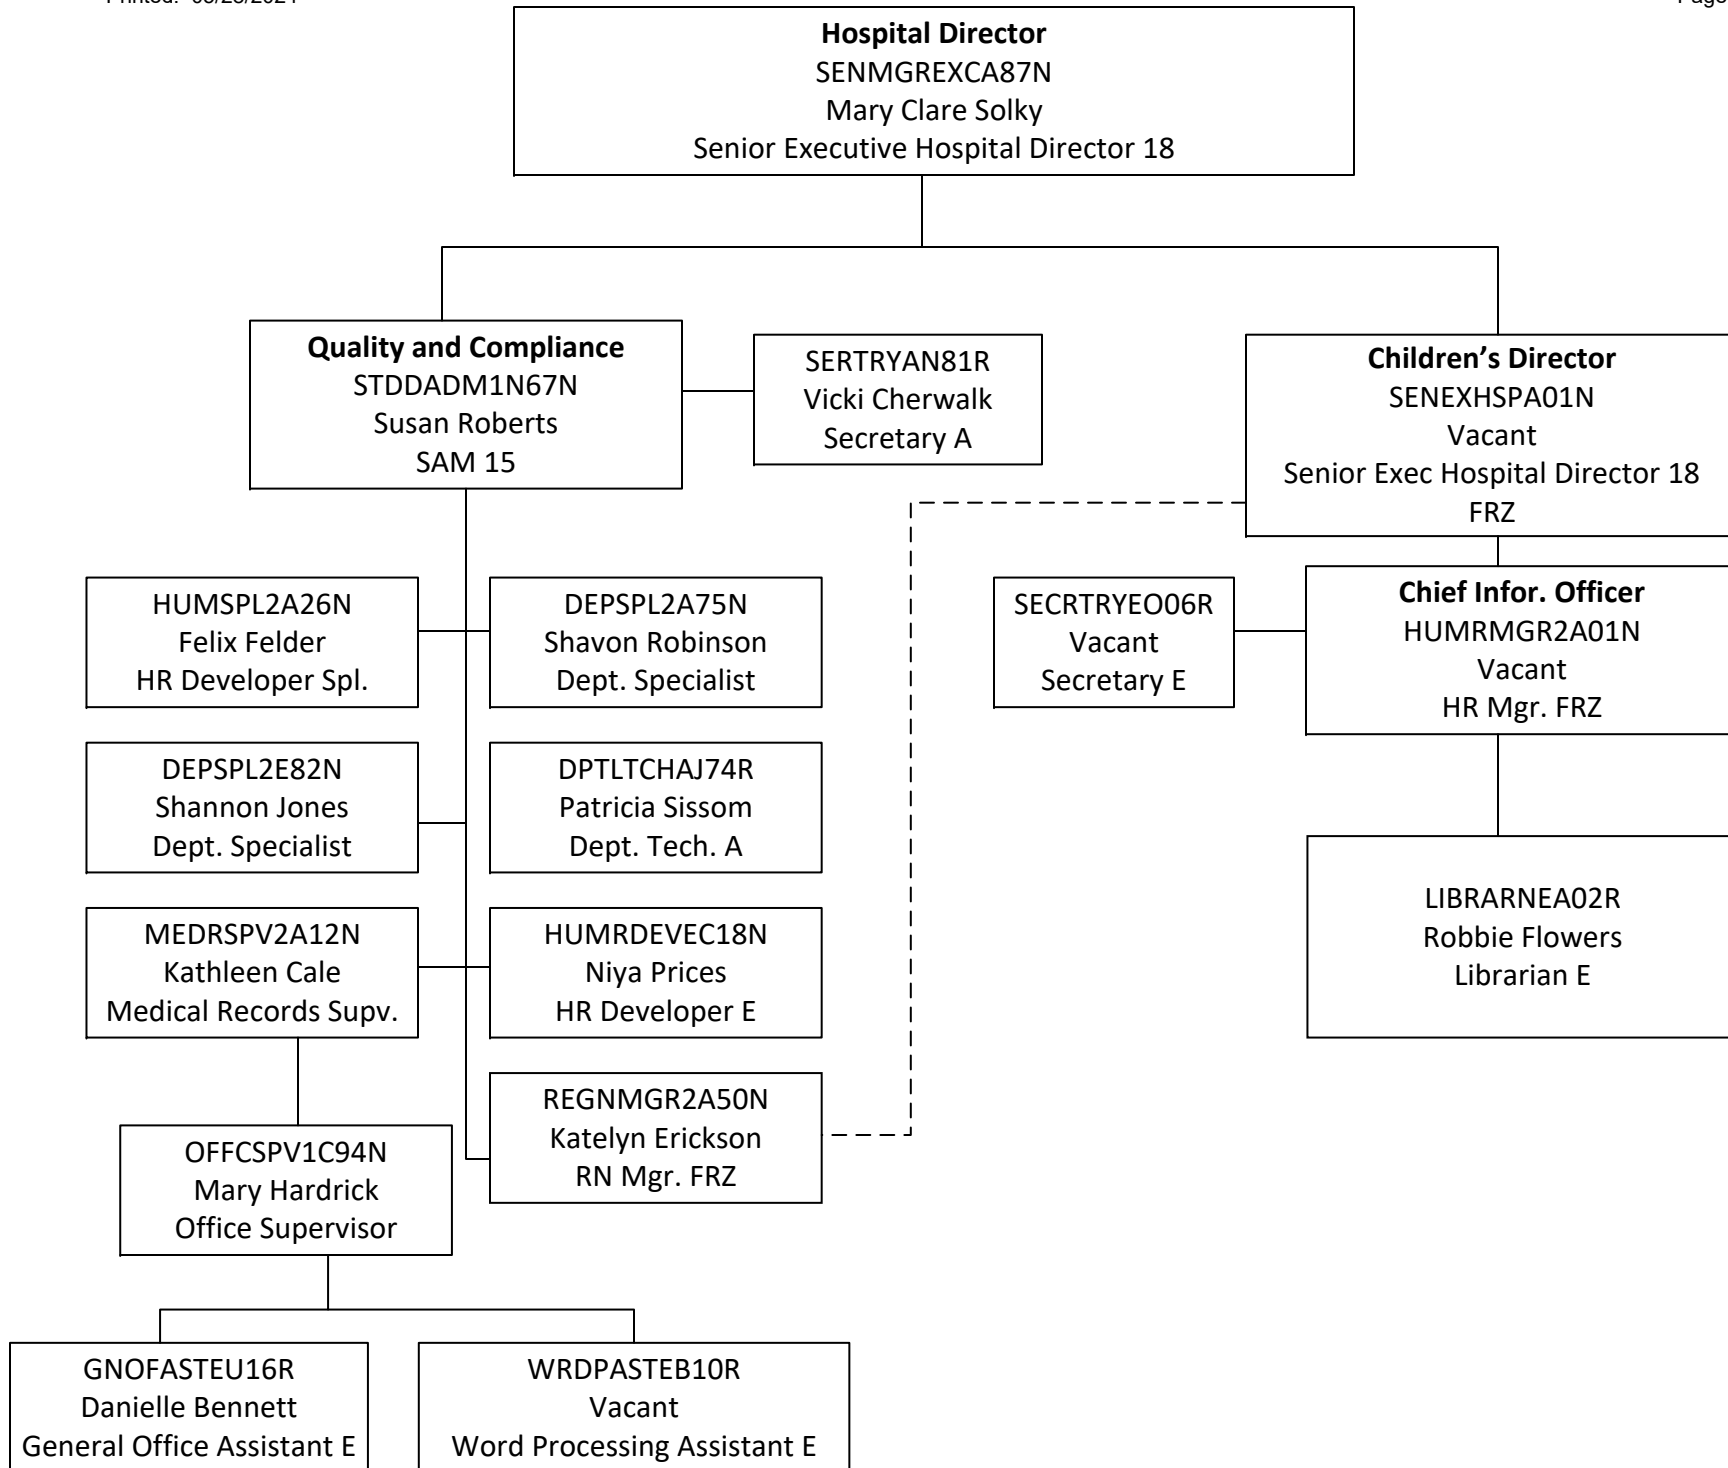 Hospital Director
SENMGREXCA87N
Mary Clare Solky
Senior Executive Hospital Director 18
Quality and Compliance
STDDADM1N67N
Susan Roberts
SAM 15
SERTRYAN81R
Vicki Cherwalk
Secretary A
Children’s Director
SENEXHSPA01N
Vacant
Senior Exec Hospital Director 18
FRZ
HUMSPL2A26N
Felix Felder
HR Developer Spl.
DEPSPL2A75N
Shavon Robinson
Dept. Specialist
SECRTRYEO06R
Vacant
Secretary E
Chief Infor. Officer
HUMRMGR2A01N
Vacant
HR Mgr. FRZ
DEPSPL2E82N
Shannon Jones
Dept. Specialist
DPTLTCHAJ74R
Patricia Sissom
Dept. Tech. A
LIBRARNEA02R
Robbie Flowers
Librarian E
MEDRSPV2A12N
Kathleen Cale
Medical Records Supv.
HUMRDEVEC18N
Niya Prices
HR Developer E
REGNMGR2A50N
Katelyn Erickson
RN Mgr. FRZ
OFFCSPV1C94N
Mary Hardrick
Office Supervisor
GNOFASTEU16R
Danielle Bennett
General Office Assistant E
WRDPASTEB10R
Vacant
Word Processing Assistant E